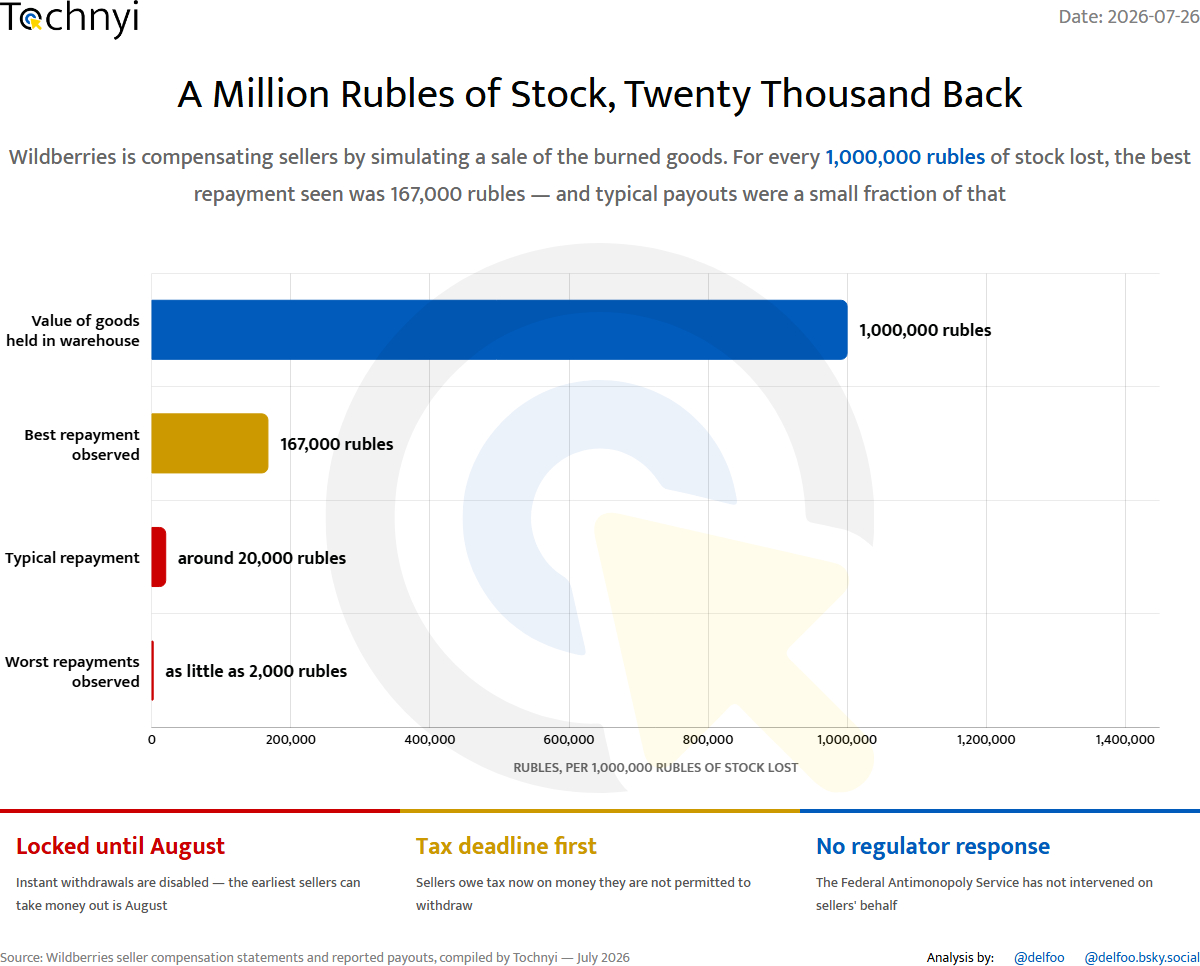 Tochnyi
Date: 2026-07-26
A Million Rubles of Stock, Twenty Thousand Back
Wildberries is compensating sellers by simulating a sale of the burned goods. For every 1,000,000 rubles of stock lost, the best
repayment seen was 167,000 rubles — and typical payouts were a small fraction of that
Value of goods
held in warehouse
1,000,000 rubles
Best repayment
observed
167,000 rubles
Typical repayment
around 20,000 rubles
Worst repayments
observed
as little as 2,000 rubles
0 200,000 400,000 600,000 800,000 1,000,000 1,200,000 1,400,000
RUBLES, PER 1,000,000 RUBLES OF STOCK LOST
Locked until August
Instant withdrawals are disabled — the earliest sellers can
take money out is August
Tax deadline first
Sellers owe tax now on money they are not permitted to
withdraw
No regulator response
The Federal Antimonopoly Service has not intervened on
sellers' behalf
Source: Wildberries seller compensation statements and reported payouts, compiled by Tochnyi — July 2026
Analysis by: @delfoo @delfoo.bsky.social